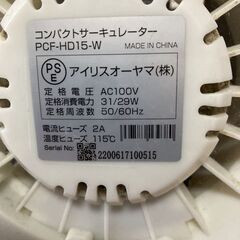 コンパクトサーキュレーター
PCF-HD15-W
MADE IN CHINA
PS
E
アイリスオーヤマ(株)
定格電圧 AC100V
定格消費電力 31/29W
定格周波数 50/60Hz
電流ヒューズ 2A
温度ヒューズ 115℃
SerialNo.
2200617100515